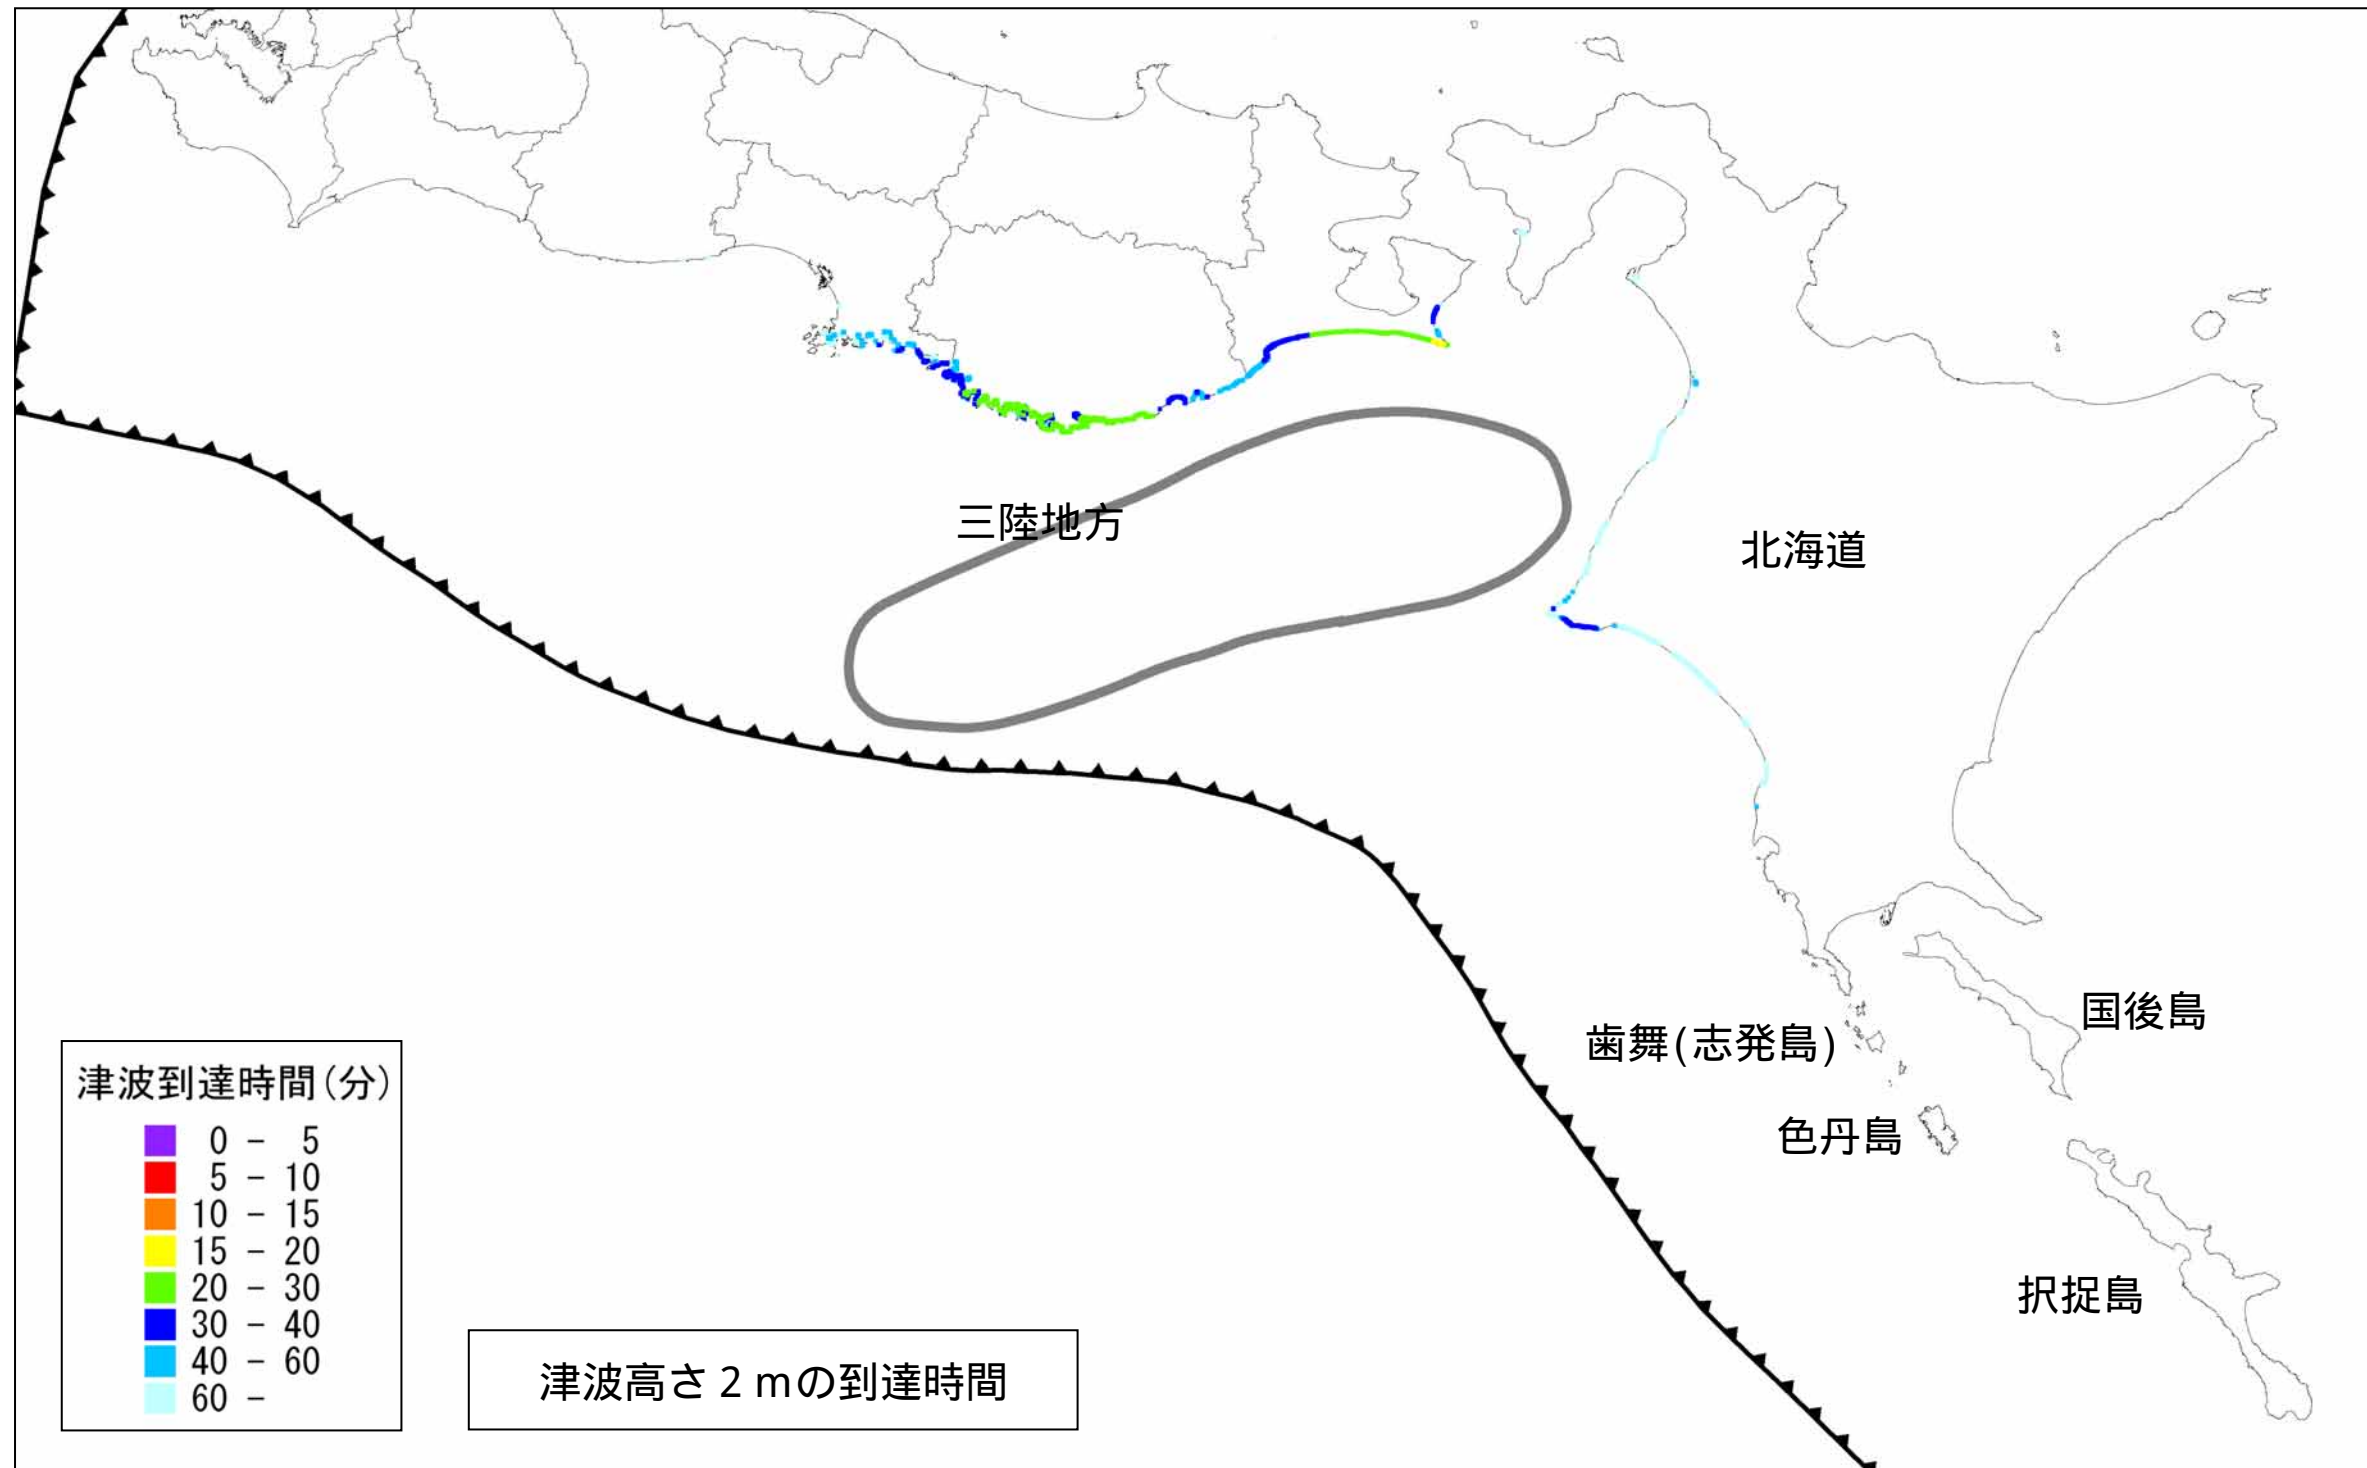 三陸地方
北海道
国後島
歯舞(志発島)
色丹島
択捉島
津波到達時間(分)
0 - 5
5 - 10
10 - 15
15 - 20
20 - 30
30 - 40
40 - 60
60 -
津波高さ2mの到達時間